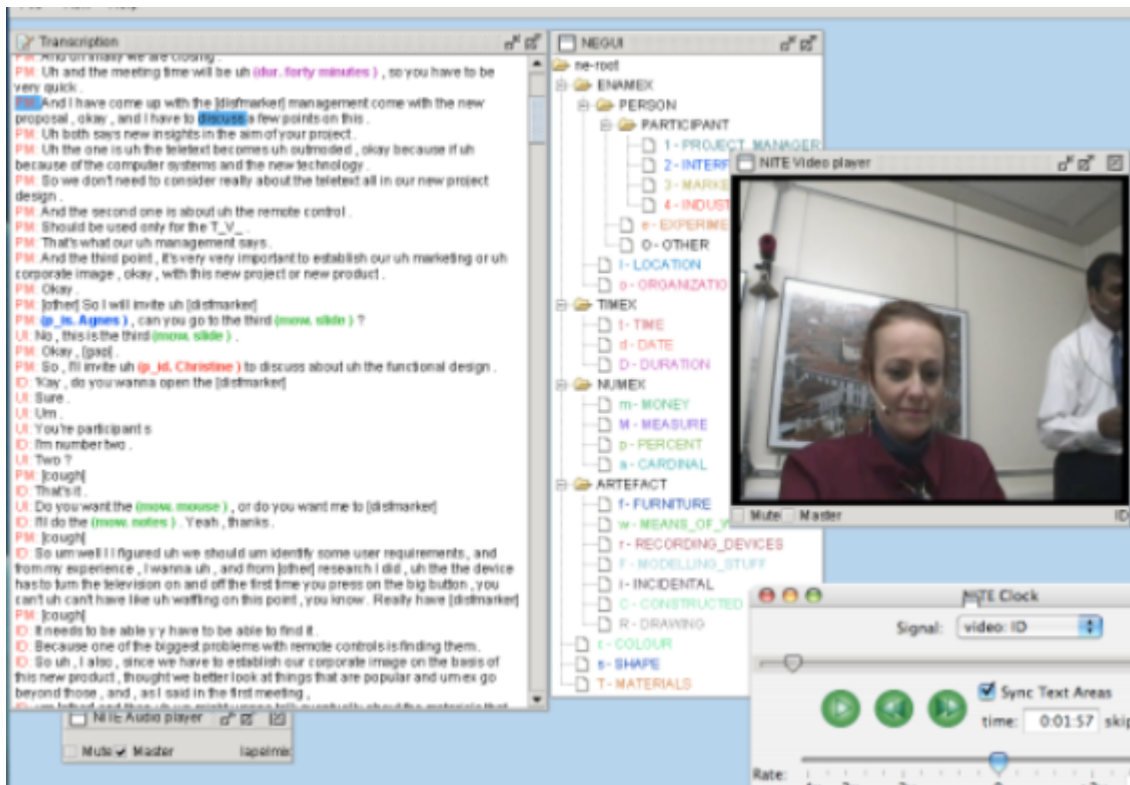 Help
Transcription
PM: And uh finally we are closing .
PM: Uh and the meeting time will be uh (dur. forty minutes ) , so you have to be
very quick .
PM: And I have come up with the [disfmarker] management come with the new
proposal , okay , and I have to discuss a few points on this .
PM: Uh both says new insights in the aim of your project .
PM: Uh the one is uh the teletext becomes uh outmoded , okay because if uh
because of the computer systems and the new technology .
PM: So we don't need to consider really about the teletext all in our new project
design .
PM: And the second one is about uh the remote control .
PM: Should be used only for the T_V_ .
PM: That's what our uh management says .
PM: And the third point , it's very very important to establish our uh marketing or uh
corporate image , okay , with this new project or new product .
PM: Okay .
PM: [other] So I will invite uh [disfmarker]
PM: (p_is. Agnes ) , can you go to the third (mow. slide ) ?
UI: No , this is the third (mow. slide ) .
PM: Okay , [gap] .
PM: So , I'll invite uh (p_id. Christine ) to discuss about uh the functional design .
ID: 'Kay , do you wanna open the [disfmarker]
UI: Sure .
UI: Um .
UI: You're participant s
ID: I'm number two .
UI: Two ?
PM: [cough]
ID: That's it .
UI: Do you want the (mow. mouse ) , or do you want me to [disfmarker]
ID: I'll do the (mow. notes ) . Yeah , thanks .
PM: [cough]
ID: So um well I I figured uh we should um identify some user requirements , and
from my experience , I wanna uh , and from [other] research I did , uh the the device
has to turn the television on and off the first time you press on the big button , you
can't uh can't have like uh waffling on this point , you know . Really have [disfmarker]
PM: [cough]
ID: It needs to be able y y have to be able to find it .
ID: Because one of the biggest problems with remote controls is finding them .
ID: So uh , I also , since we have to establish our corporate image on the basis of
this new product , thought we better look at things that are popular and um ex go
beyond those , and , as I said in the first meeting ,
NEGUI
ne-root
ENAMEX
PERSON
PARTICIPANT
1 - PROJECT_MANAGER
2 - INTERF
3 - MARKE
4 - INDUST
e - EXPERIME
O - OTHER
l - LOCATION
o - ORGANIZATIO
TIMEX
t - TIME
d - DATE
D - DURATION
NUMEX
m - MONEY
M - MEASURE
p - PERCENT
a - CARDINAL
ARTEFACT
f - FURNITURE
w - MEANS_OF_W
r - RECORDING_DEVICES
F - MODELLING_STUFF
i - INCIDENTAL
C - CONSTRUCTED
R - DRAWING
c - COLOUR
s - SHAPE
T - MATERIALS
NITE Video player
Mute Master ID
NITE Clock
Signal: video: ID
Sync Text Areas
time: 0:01:57 skip
Rate:
NITE Audio player
Mute Master lapelmix